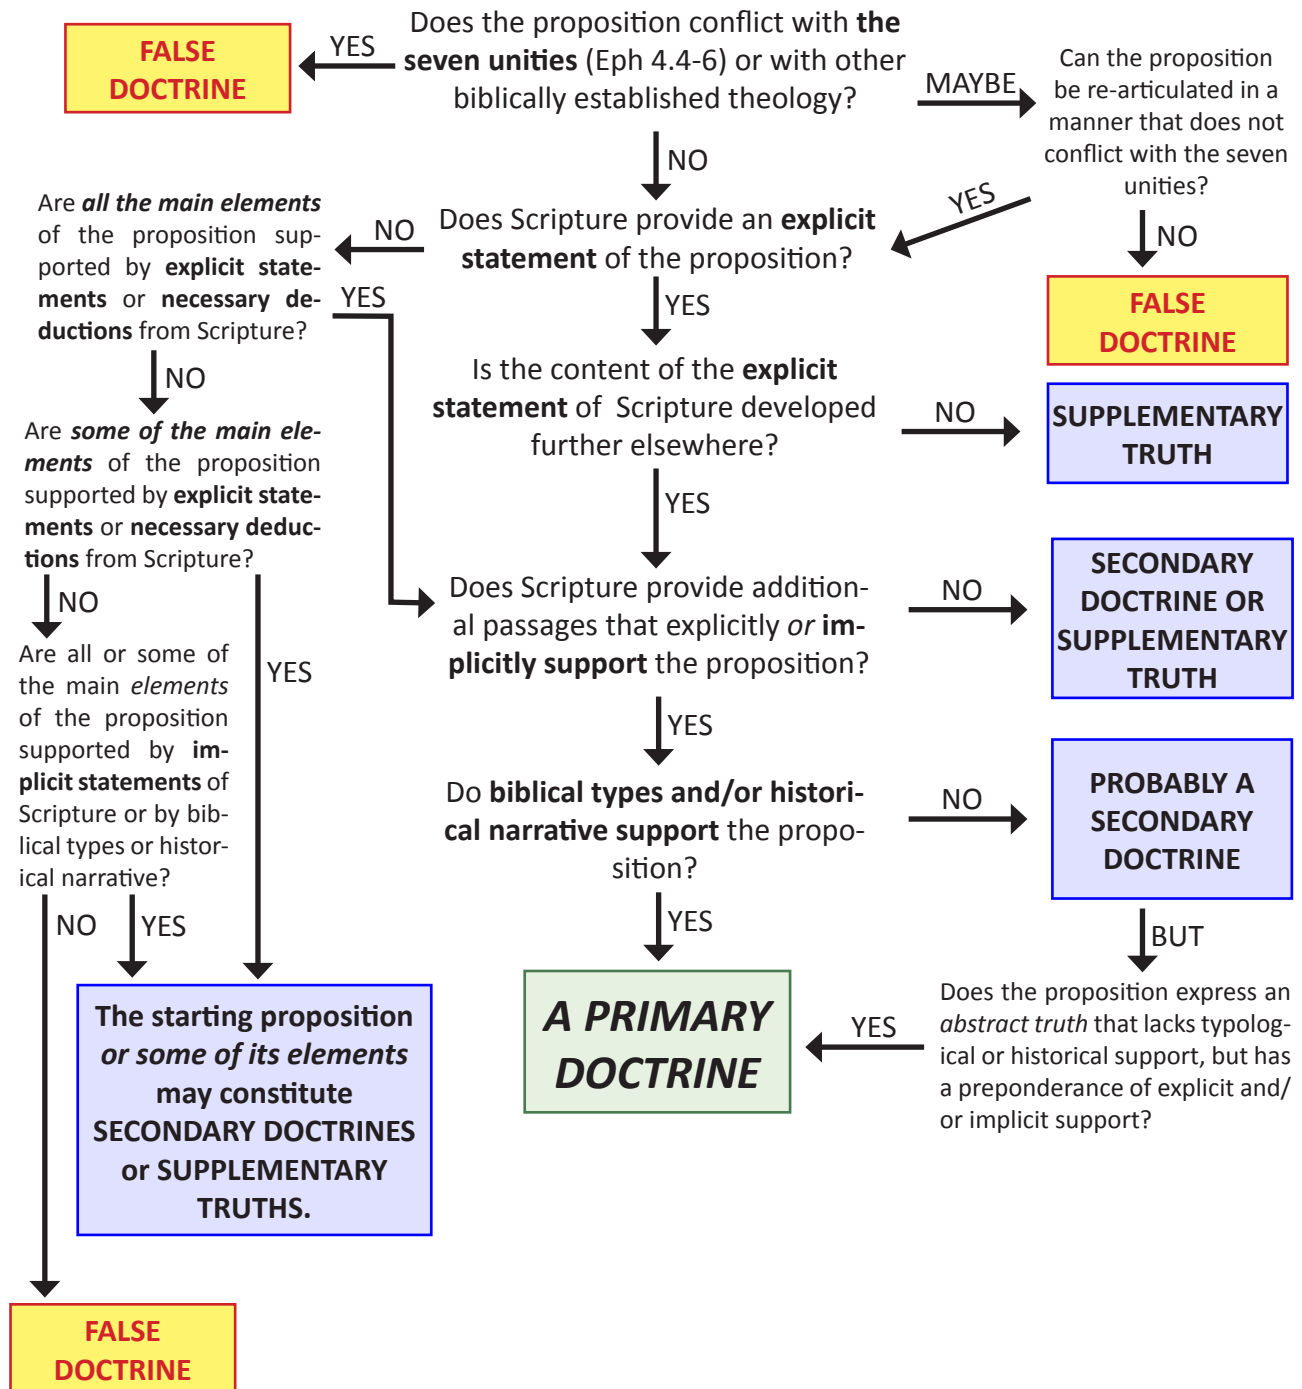 Does the proposition conflict with the
seven unities (Eph 4.4-6) or with other
biblically established theology?
YES
FALSE
DOCTRINE
MAYBE
Can the proposition
be re-articulated in a
manner that does not
conflict with the seven
unities?
NO
YES
NO
FALSE
DOCTRINE
Does Scripture provide an explicit
statement of the proposition?
NO
Are all the main elements
of the proposition sup-
ported by explicit state-
ments or necessary de-
ductions from Scripture?
YES
YES
NO
Is the content of the explicit
statement of Scripture developed
further elsewhere?
NO
SUPPLEMENTARY
TRUTH
Are some of the main ele-
ments of the proposition
supported by explicit state-
ments or necessary deduc-
tions from Scripture?
YES
NO
YES
Does Scripture provide addition-
al passages that explicitly or im-
plicitly support the proposition?
NO
SECONDARY
DOCTRINE OR
SUPPLEMENTARY
TRUTH
Are all or some of
the main elements
of the proposition
supported by im-
plicit statements of
Scripture or by bib-
lical types or histor-
ical narrative?
YES
Do biblical types and/or histori-
cal narrative support the propo-
sition?
NO
PROBABLY A
SECONDARY
DOCTRINE
NO
YES
YES
BUT
The starting proposition
or some of its elements
may constitute
SECONDARY DOCTRINES
or SUPPLEMENTARY
TRUTHS.
A PRIMARY
DOCTRINE
YES
Does the proposition express an
abstract truth that lacks typolog-
ical or historical support, but has
a preponderance of explicit and/
or implicit support?
FALSE
DOCTRINE